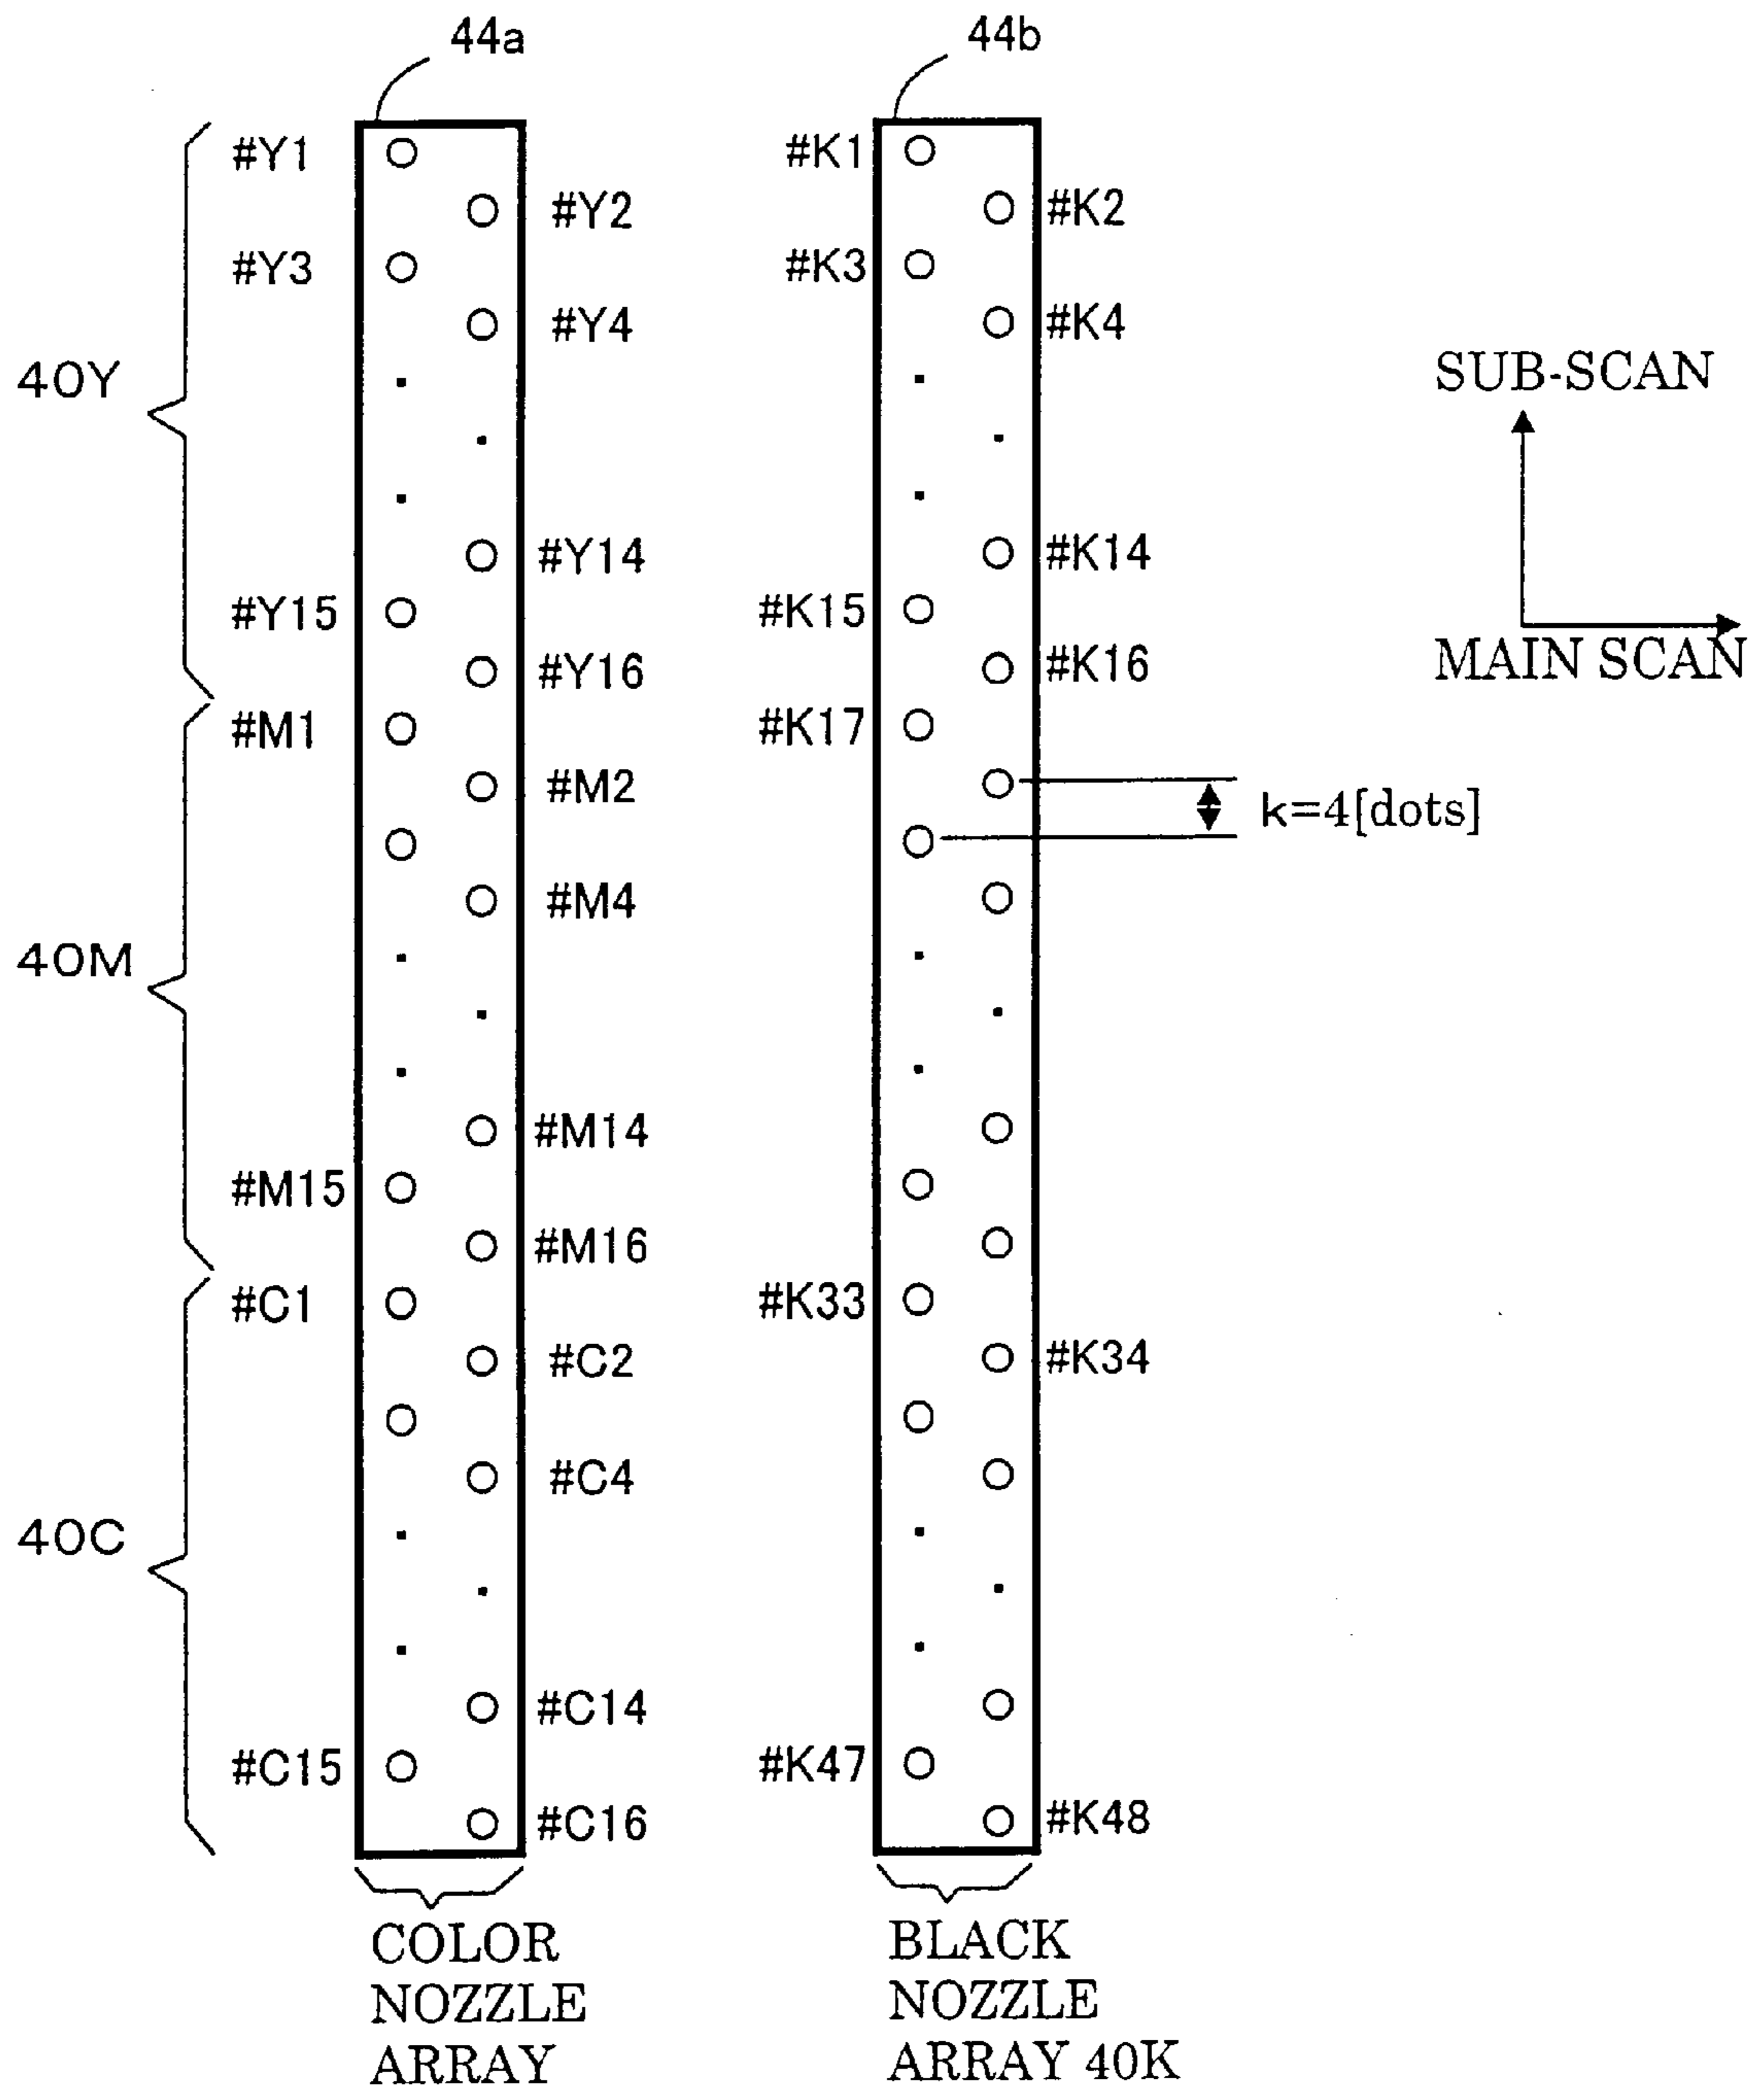 44a 44b
#Y1 #K1
#Y2 #K2
#Y3 #K3
#Y4 #K4
40Y SUB-SCAN
#Y14 #K14
#Y15 #K15
#Y16 #K16 MAIN SCAN
#M1 #K17
#M2
k=4[dots]
#M4
40M
#M14
#M15
#M16
#C1 #K33
#C2 #K34
#C4
40C
#C14
#C15 #K47
#C16 #K48
COLOR
NOZZLE
ARRAY
BLACK
NOZZLE
ARRAY 40K